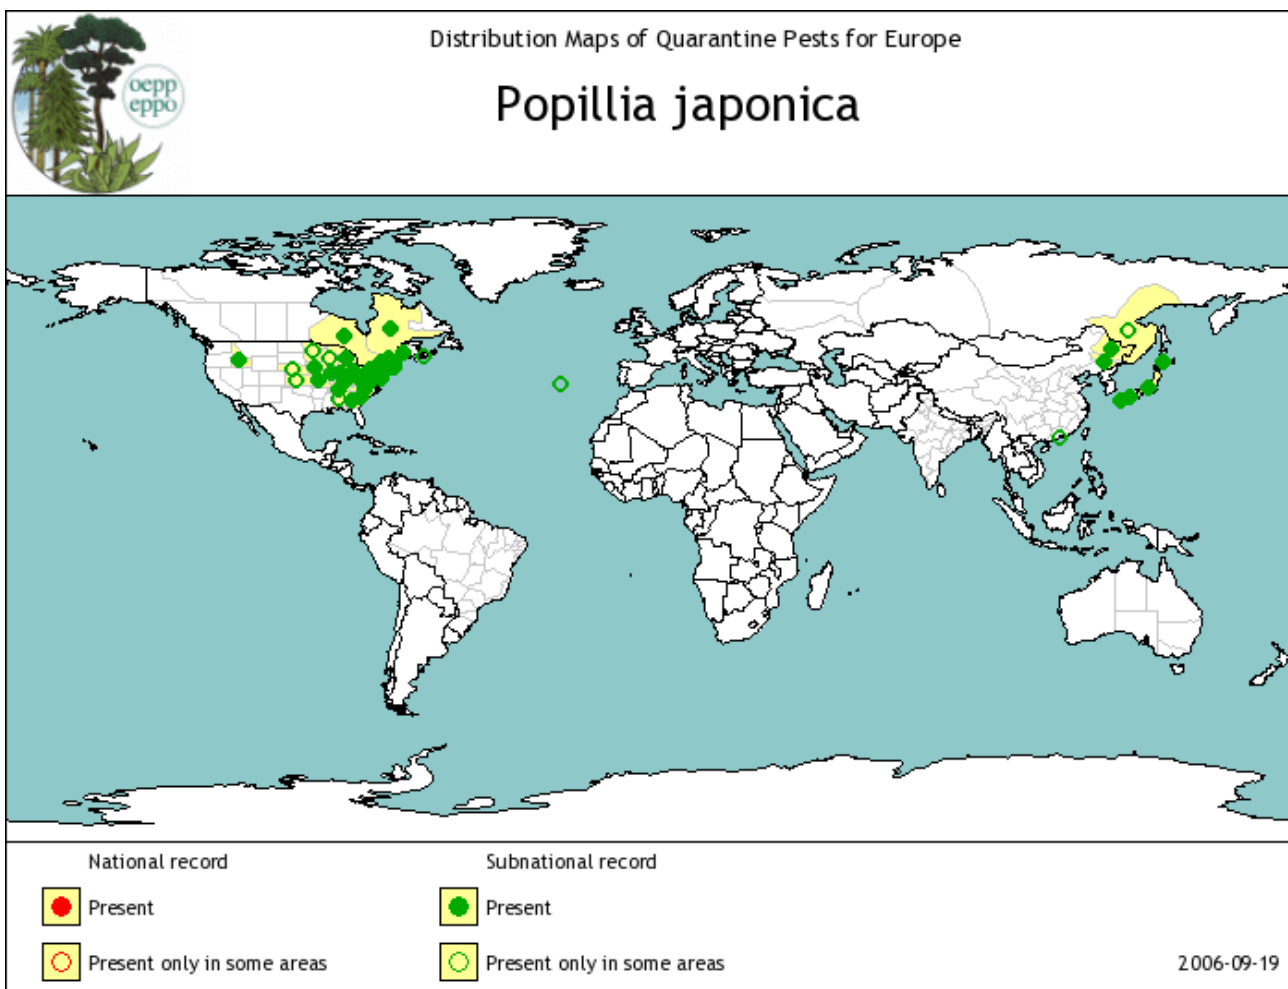 oepp
eppo
Distribution Maps of Quarantine Pests for Europe
Popillia japonica
National record
Subnational record
Present
Present
Present only in some areas
Present only in some areas
2006-09-19